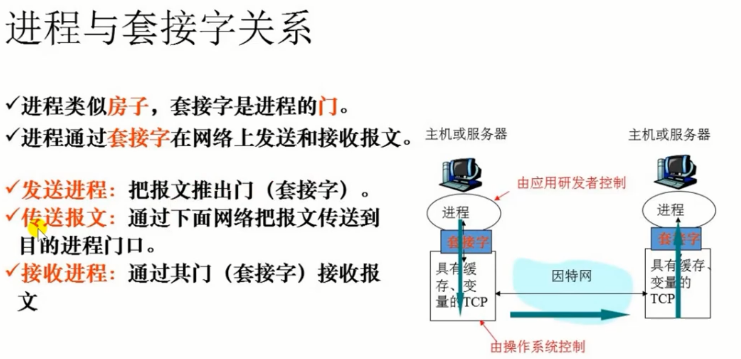 进程与套接字关系
✓进程类似房子，套接字是进程的门。
✓进程通过套接字在网络上发送和接收报文。
✓发送进程：把报文推出门（套接字）。
✓传送报文：通过下面网络把报文传送到
目的进程门口。
✓接收进程：通过其门（套接字）接收报
文
主机或服务器
主机或服务器
由应用研发者控制
进程
进程
套接字
套接字
具有缓
存、变
量的TCP
因特网
具有缓存、
变量的
TCP
由操作系统控制